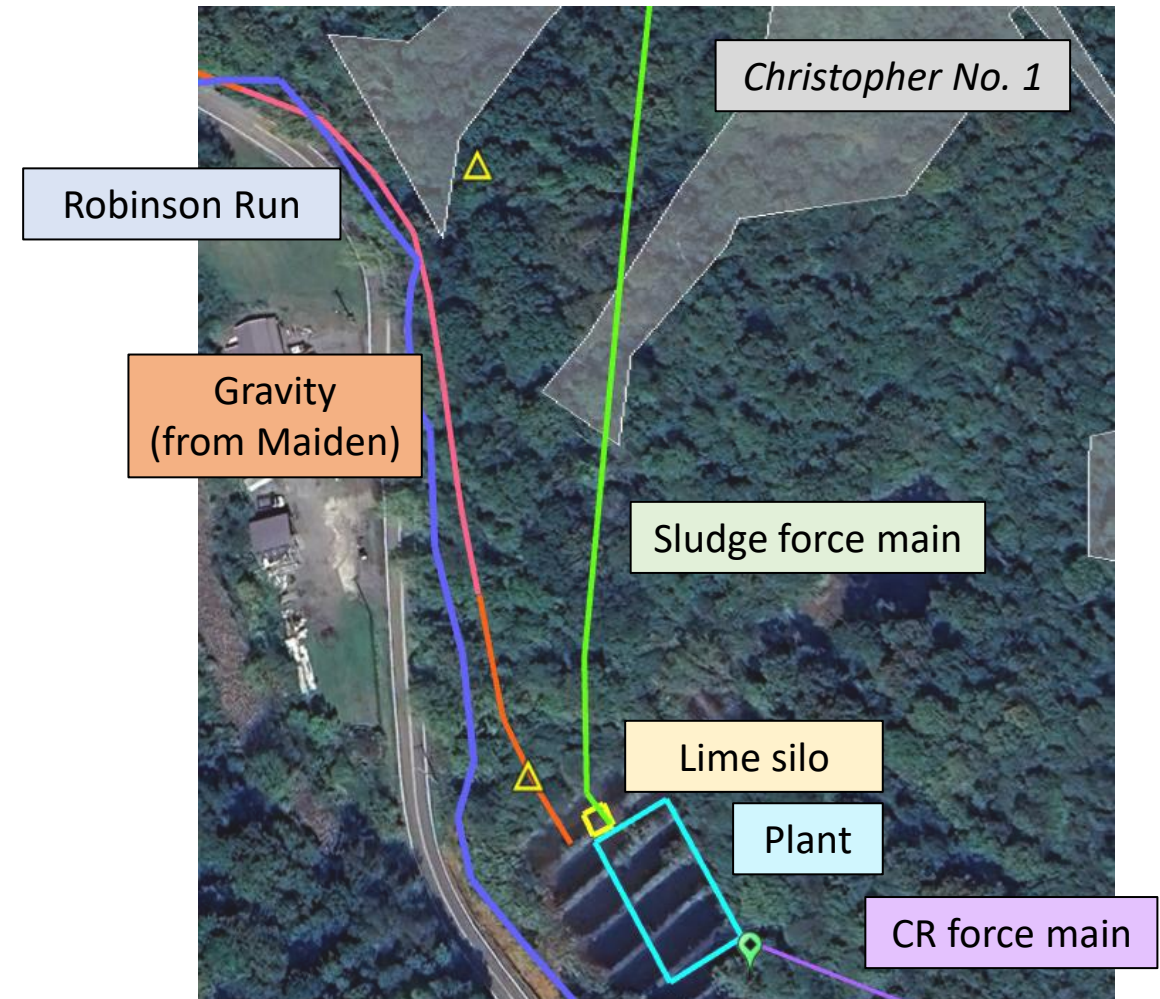 Christopher No. 1
Robinson Run
Gravity
(from Maiden)
Sludge force main
Lime silo
Plant
CR force main